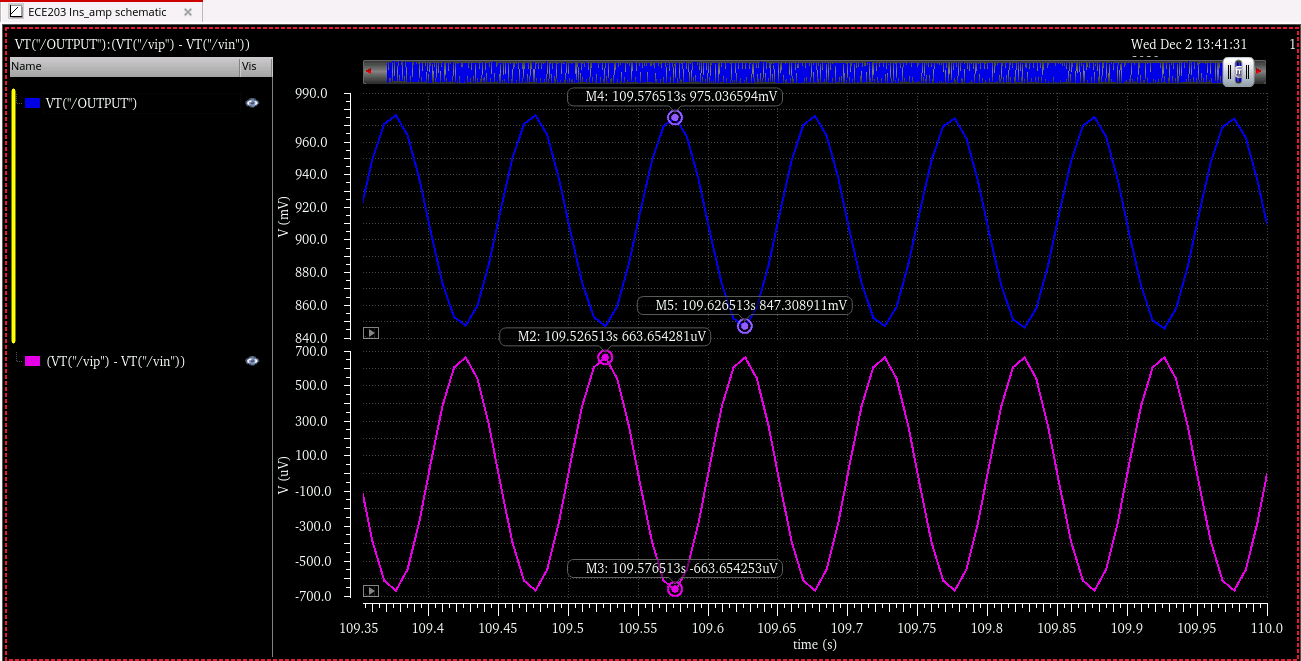 ECE203 Ins_amp schematic
VT("/OUTPUT"):(VT("/vip") - VT("/vin"))
Wed Dec 2 13:41:31
1
Name
Vis
VT("/OUTPUT")
(VT("/vip") - VT("/vin"))
990.0
960.0
940.0
920.0
900.0
880.0
860.0
840.0
V (mV)
M4: 109.576513s 975.036594mV
M5: 109.626513s 847.308911mV
M2: 109.526513s 663.654281uV
700.0
500.0
300.0
100.0
-100.0
-300.0
-500.0
-700.0
V (uV)
M3: 109.576513s -663.654253uV
109.35 109.4 109.45 109.5 109.55 109.6 109.65 109.7 109.75 109.8 109.85 109.9 109.95 110.0
time (s)